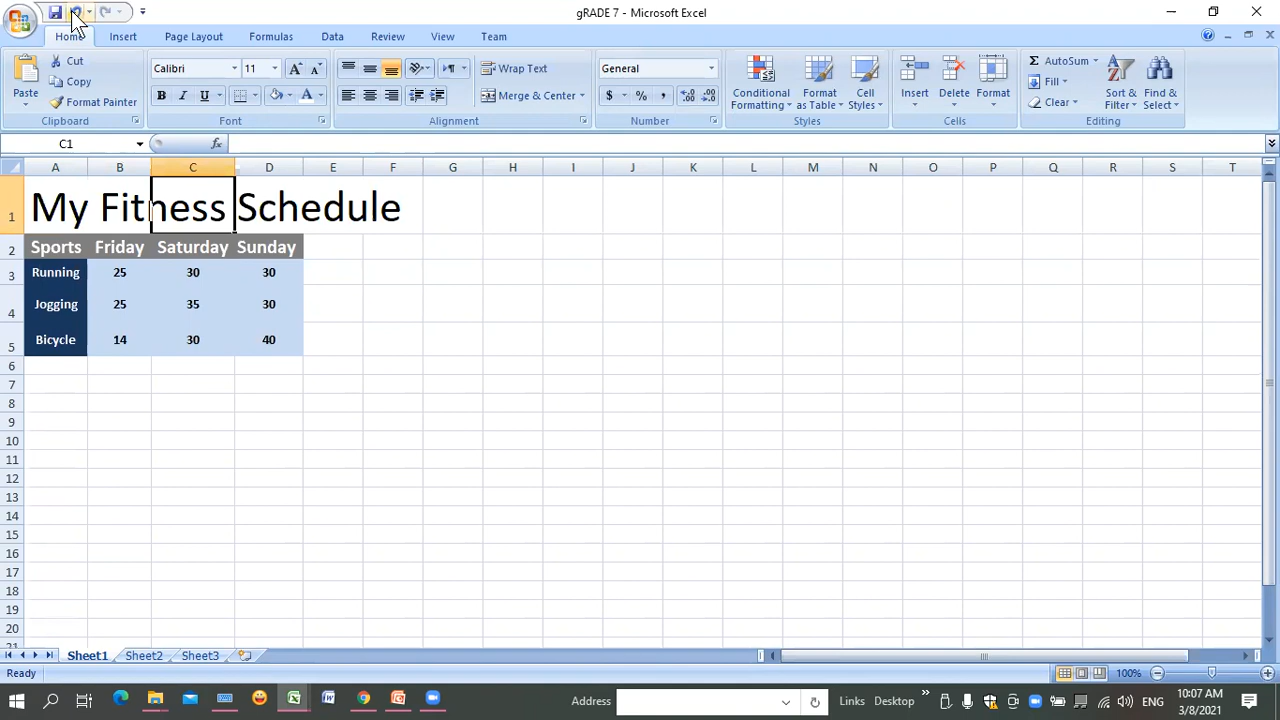 gRADE 7 - Microsoft Excel
Home Insert Page Layout Formulas Data Review View Team
Paste Cut Copy Format Painter Clipboard
Calibri 11 A A B I U A Font
Wrap Text Merge & Center Alignment
General $ % , Number
Conditional Formatting Format as Table Cell Styles Styles
Insert Delete Format Cells
Σ AutoSum Fill Clear Sort & Filter Find & Select Editing
C1 fx
A B C D E F G H I J K L M N O P Q R S T
1 My Fitness Schedule
2 Sports Friday Saturday Sunday
3 Running 25 30 30
4 Jogging 25 35 30
5 Bicycle 14 30 40
6
7
8
9
10
11
12
13
14
15
16
17
18
19
20
21
Sheet1 Sheet2 Sheet3
Ready 100%
Address Links Desktop » ENG 10:07 AM
3/8/2021